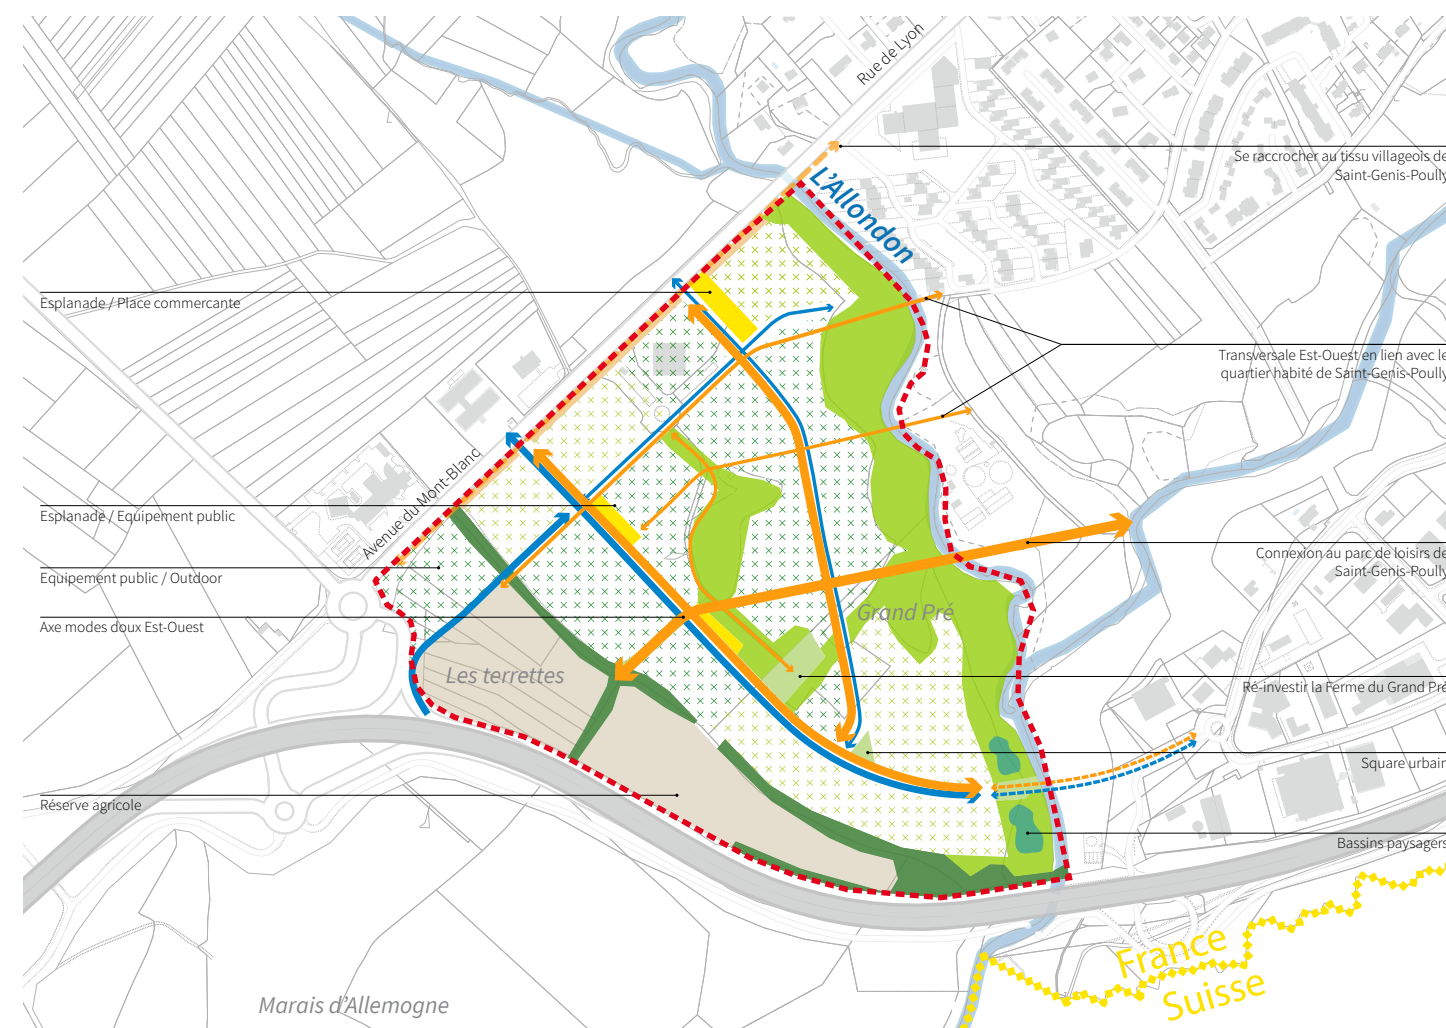 Rue de Lyon
Se raccrocher au tissu villageois de
Saint-Genis-Pouilly
L'Allondon
Esplanade / Place commercante
Transversale Est-Ouest en lien avec le
quartier habité de Saint-Genis-Pouilly
Avenue du Mont-Blanc
Esplanade / Equipement public
Connexion au parc de loisirs de
Saint-Genis-Pouilly
Equipement public / Outdoor
Grand Pré
Axe modes doux Est-Ouest
Les terrettes
Ré-investir la Ferme du Grand Pré
Square urbain
Réserve agricole
Bassins paysagers
France
Suisse
Marais d'Allemogne